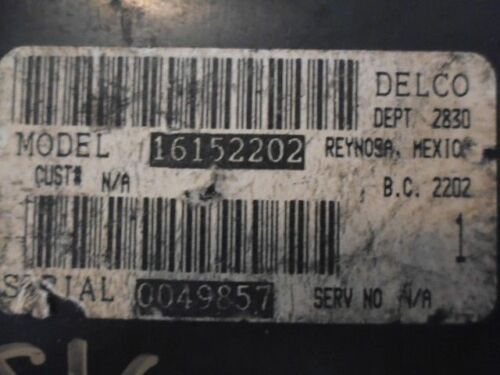 DELCO
DEPT 2830
MODEL 16152202 REYNOSA, MEXICO
CUST# N/A B.C. 2202
1
SERIAL 0049857 SERV NO N/A